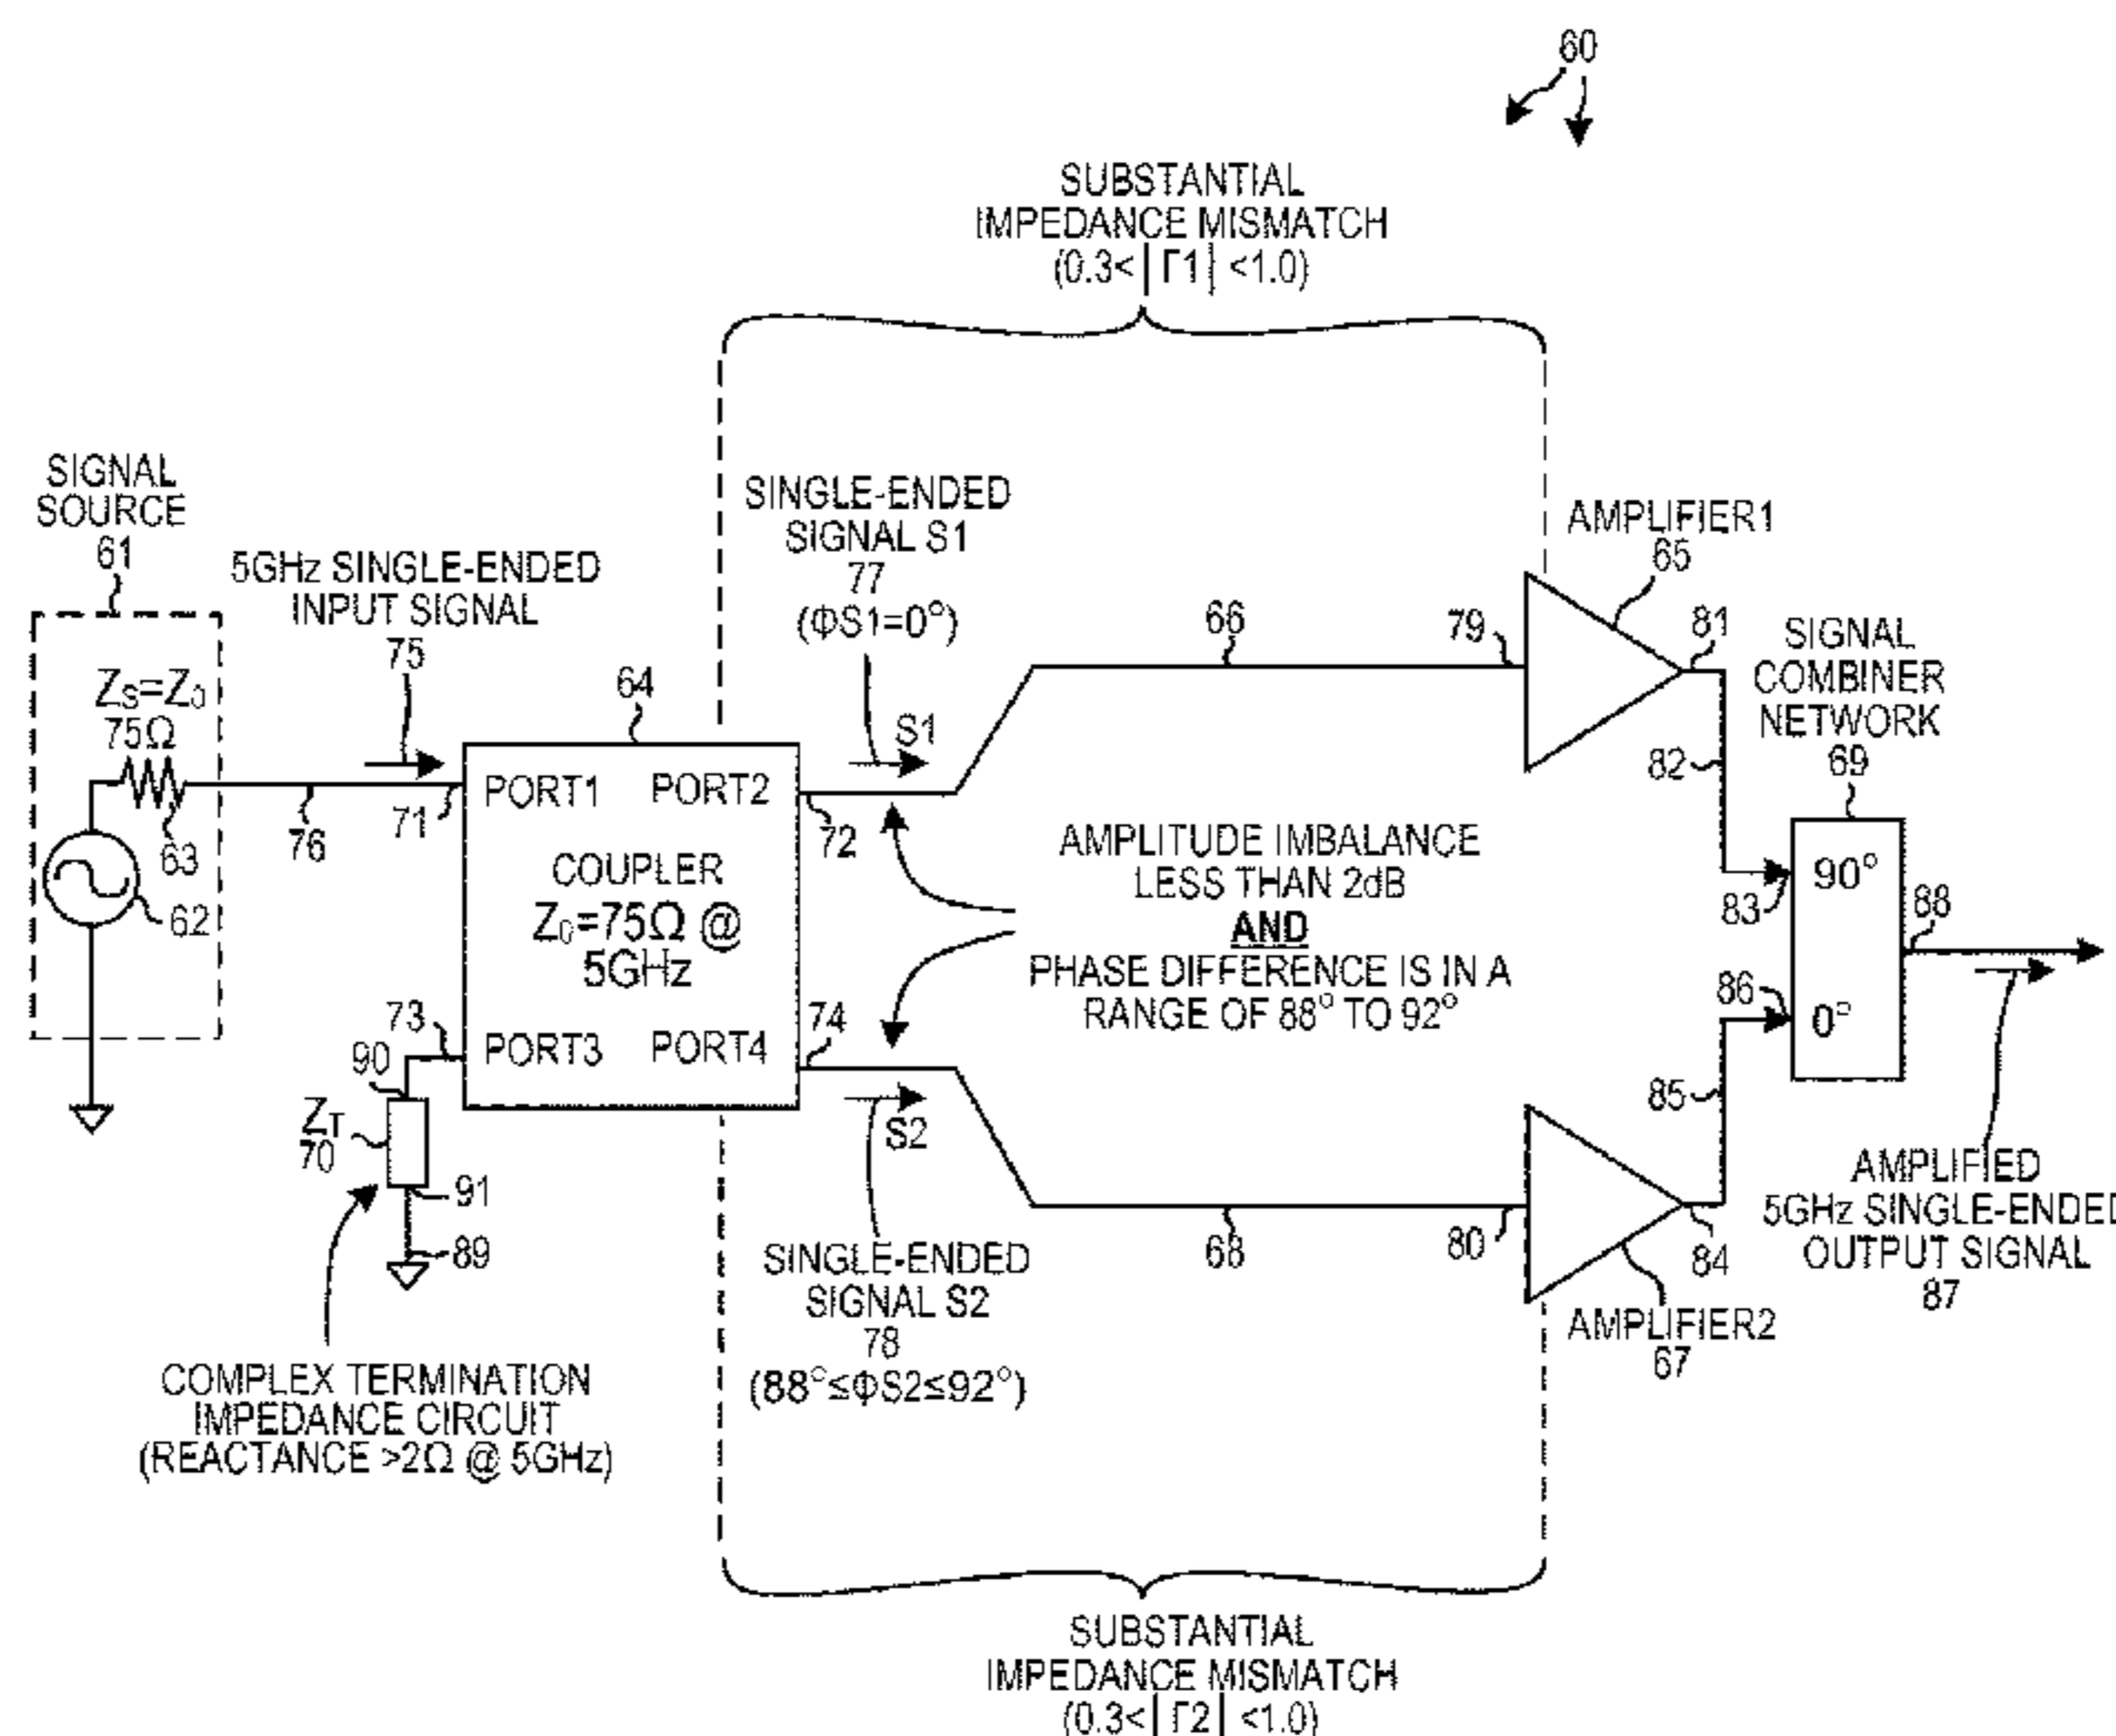 60
SUBSTANTIAL
IMPEDANCE MISMATCH
(0.3<|Γ1|<1.0)
SIGNAL
SOURCE
61
5GHz SINGLE-ENDED
INPUT SIGNAL
75
SINGLE-ENDED
SIGNAL S1
77
(ΦS1=0°)
AMPLIFIER1
65
ZS=Z0
75Ω
63
62
76
71
64
PORT1
PORT2
COUPLER
Z0=75Ω @
5GHz
PORT3
PORT4
72
S1
66
79
81
82
SIGNAL
COMBINER
NETWORK
69
90°
0°
83
86
88
85
AMPLITUDE IMBALANCE
LESS THAN 2dB
AND
PHASE DIFFERENCE IS IN A
RANGE OF 88° TO 92°
73
90
ZT
70
91
89
74
S2
SINGLE-ENDED
SIGNAL S2
78
(88°≤ΦS2≤92°)
68
80
84
AMPLIFIER2
67
AMPLIFIED
5GHz SINGLE-ENDED
OUTPUT SIGNAL
87
COMPLEX TERMINATION
IMPEDANCE CIRCUIT
(REACTANCE >2Ω @ 5GHz)
SUBSTANTIAL
IMPEDANCE MISMATCH
(0.3<|Γ2|<1.0)